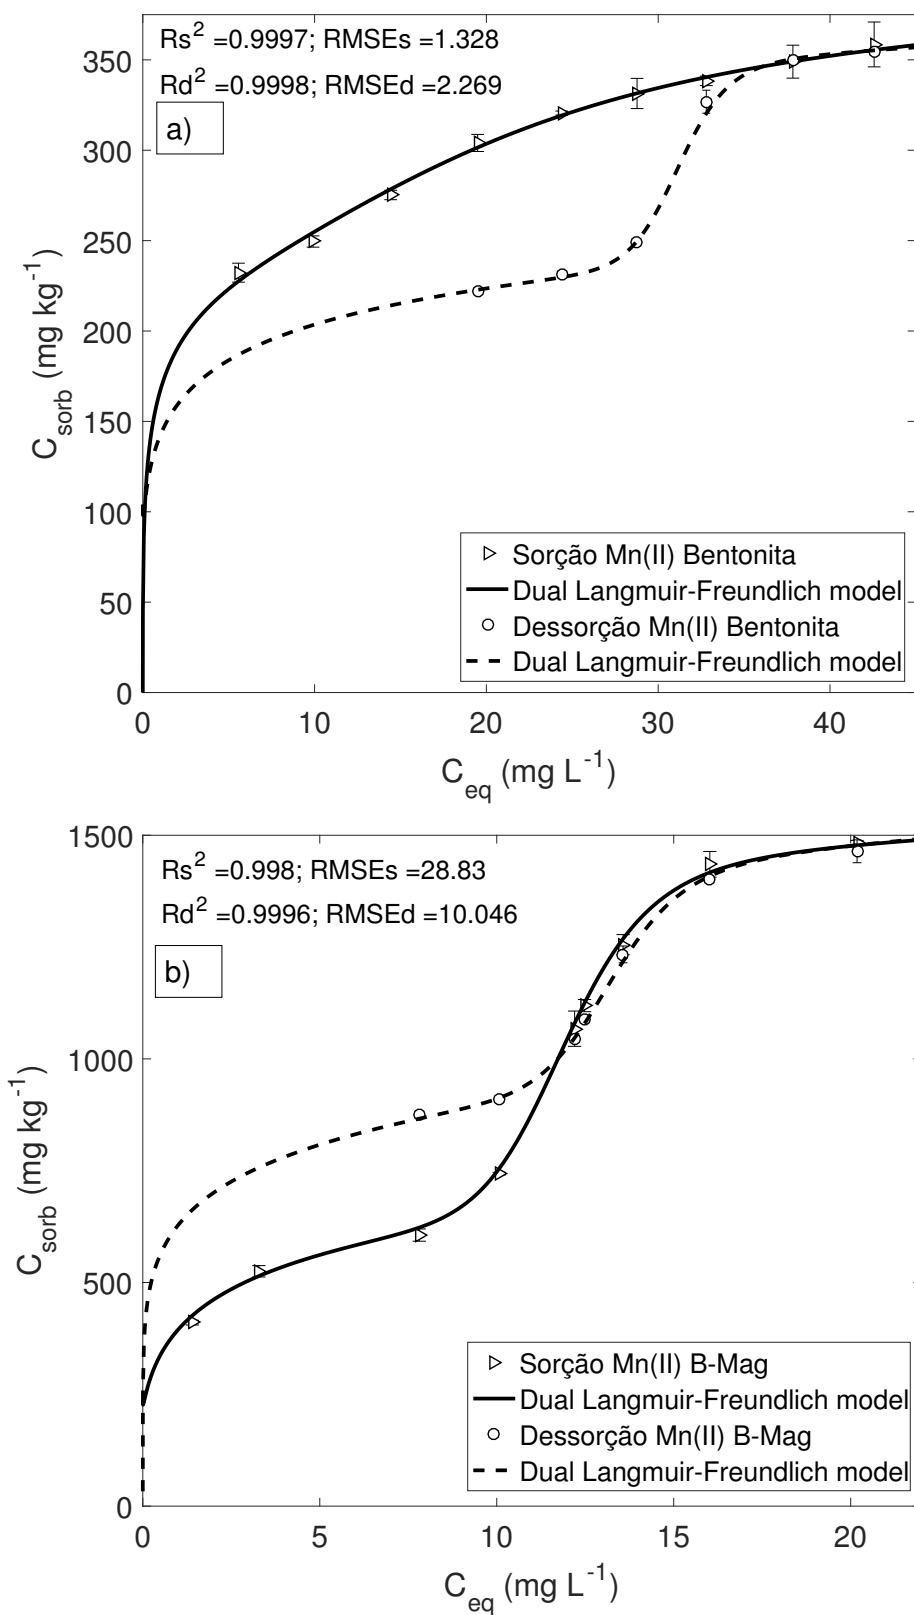 Rs² =0.9997; RMSEs =1.328
Rd² =0.9998; RMSEd =2.269
a)
350
300
250
200
150
100
50
0
C_sorb (mg kg⁻¹)
Sorção Mn(II) Bentonita
Dual Langmuir-Freundlich model
Dessorção Mn(II) Bentonita
Dual Langmuir-Freundlich model
0 10 20 30 40
C_eq (mg L⁻¹)
Rs² =0.998; RMSEs =28.83
Rd² =0.9996; RMSEd =10.046
b)
1500
1000
500
0
C_sorb (mg kg⁻¹)
Sorção Mn(II) B-Mag
Dual Langmuir-Freundlich model
Dessorção Mn(II) B-Mag
Dual Langmuir-Freundlich model
0 5 10 15 20
C_eq (mg L⁻¹)